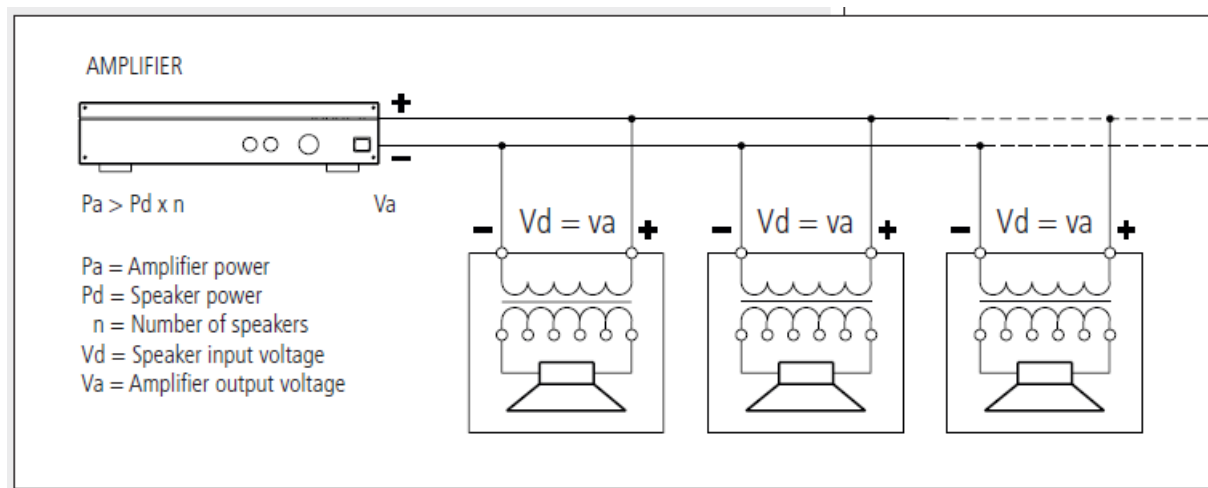 AMPLIFIER
+
−
Pa > Pd x n
Va
− Vd = va +
− Vd = va +
− Vd = va +
Pa = Amplifier power
Pd = Speaker power
n = Number of speakers
Vd = Speaker input voltage
Va = Amplifier output voltage